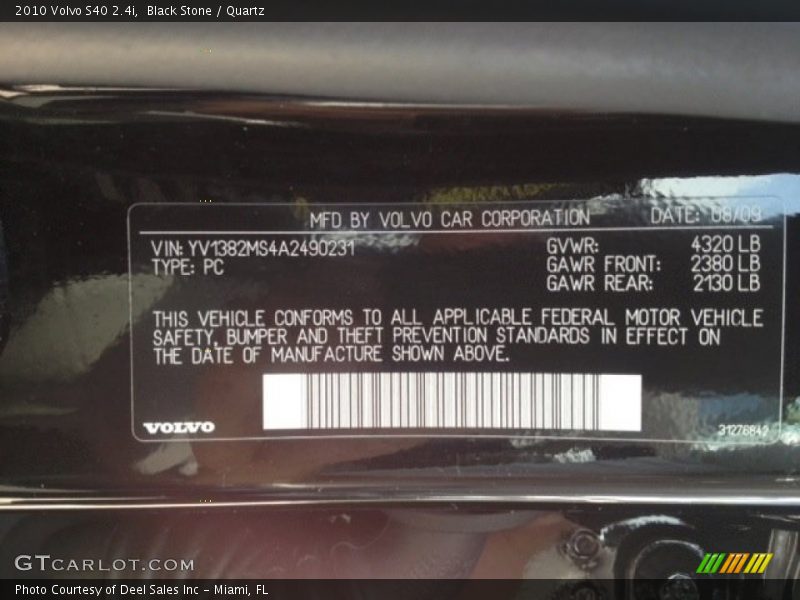 2010 Volvo S40 2.4i, Black Stone / Quartz
MFD BY VOLVO CAR CORPORATION DATE: 08/09
VIN: YV1382MS4A2490231 GVWR: 4320 LB
TYPE: PC GAWR FRONT: 2380 LB
GAWR REAR: 2130 LB
THIS VEHICLE CONFORMS TO ALL APPLICABLE FEDERAL MOTOR VEHICLE
SAFETY, BUMPER AND THEFT PREVENTION STANDARDS IN EFFECT ON
THE DATE OF MANUFACTURE SHOWN ABOVE.
VOLVO 31276842
GTCARLOT.COM
Photo Courtesy of Deel Sales Inc - Miami, FL